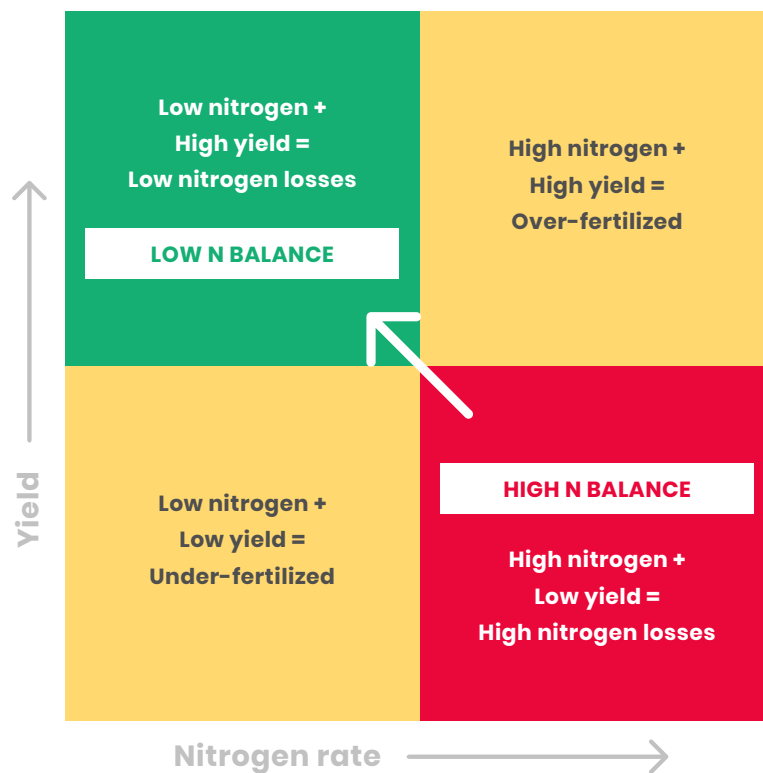 Low nitrogen +
High yield =
Low nitrogen losses
LOW N BALANCE
High nitrogen +
High yield =
Over-fertilized
Low nitrogen +
Low yield =
Under-fertilized
HIGH N BALANCE
High nitrogen +
Low yield =
High nitrogen losses
Yield
Nitrogen rate